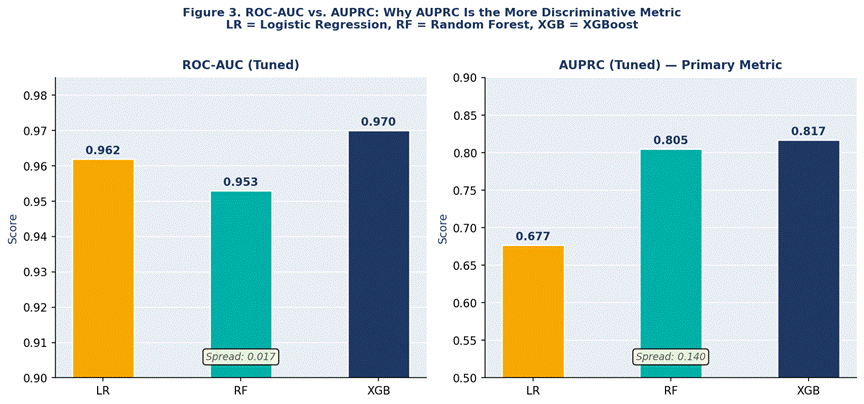 Figure 3. ROC-AUC vs. AUPRC: Why AUPRC Is the More Discriminative Metric
LR = Logistic Regression, RF = Random Forest, XGB = XGBoost
ROC-AUC (Tuned)
Score
0.98
0.97
0.96
0.95
0.94
0.93
0.92
0.91
0.90
0.962
0.953
0.970
Spread: 0.017
LR
RF
XGB
AUPRC (Tuned) — Primary Metric
Score
0.90
0.85
0.80
0.75
0.70
0.65
0.60
0.55
0.50
0.677
0.805
0.817
Spread: 0.140
LR
RF
XGB